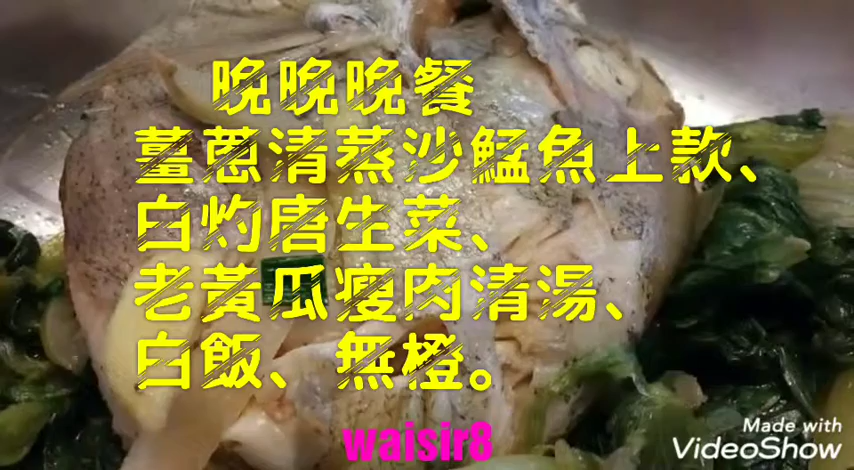 晚晚晚餐
薑蔥清蒸沙鯭魚上款、
白灼唐生菜、
老黃瓜瘦肉清湯、
白飯、無橙。
waisir8
Made with
VideoShow